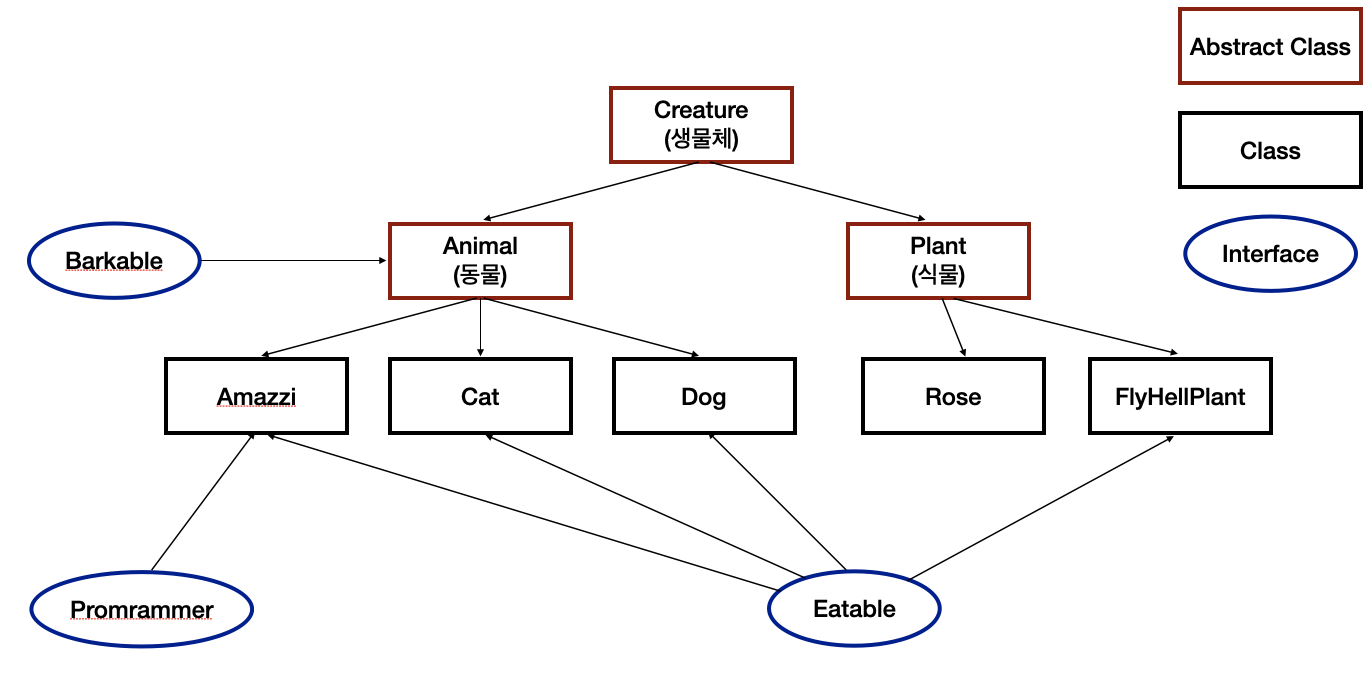 Abstract Class
Creature
(생물체)
Class
Barkable
Animal
(동물)
Plant
(식물)
Interface
Amazzi
Cat
Dog
Rose
FlyHellPlant
Promrammer
Eatable